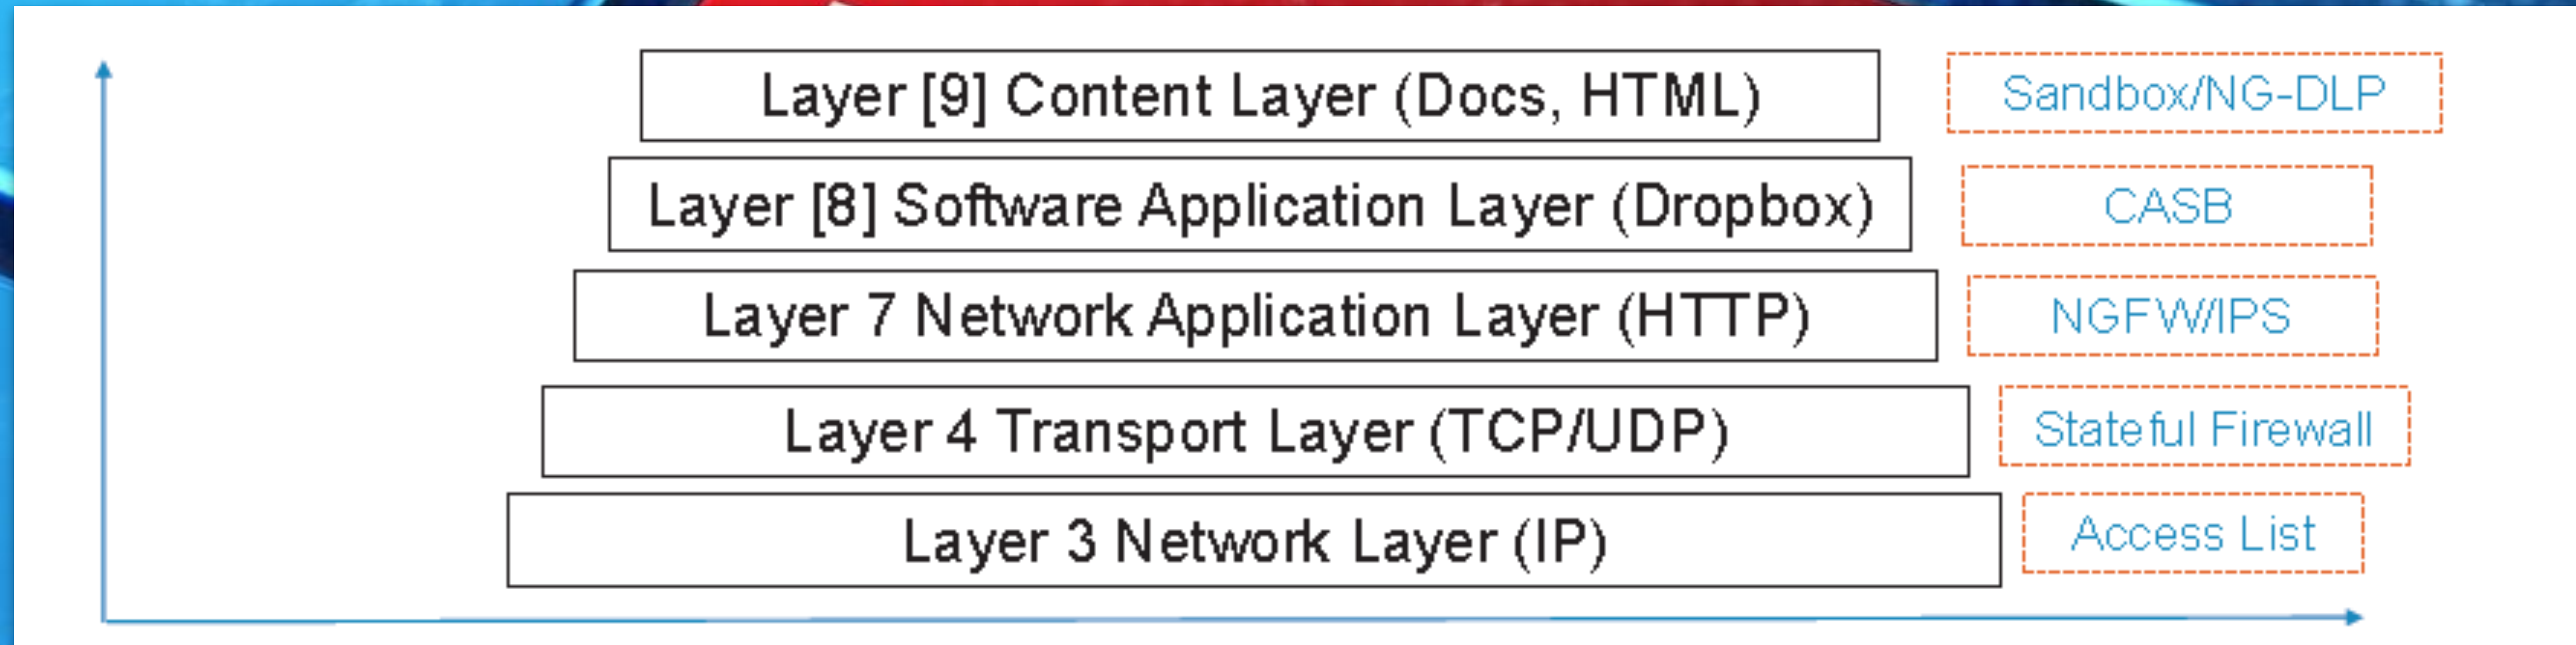 Layer [9] Content Layer (Docs, HTML)
Sandbox/NG-DLP
Layer [8] Software Application Layer (Dropbox)
CASB
Layer 7 Network Application Layer (HTTP)
NGFW/IPS
Layer 4 Transport Layer (TCP/UDP)
Stateful Firewall
Layer 3 Network Layer (IP)
Access List